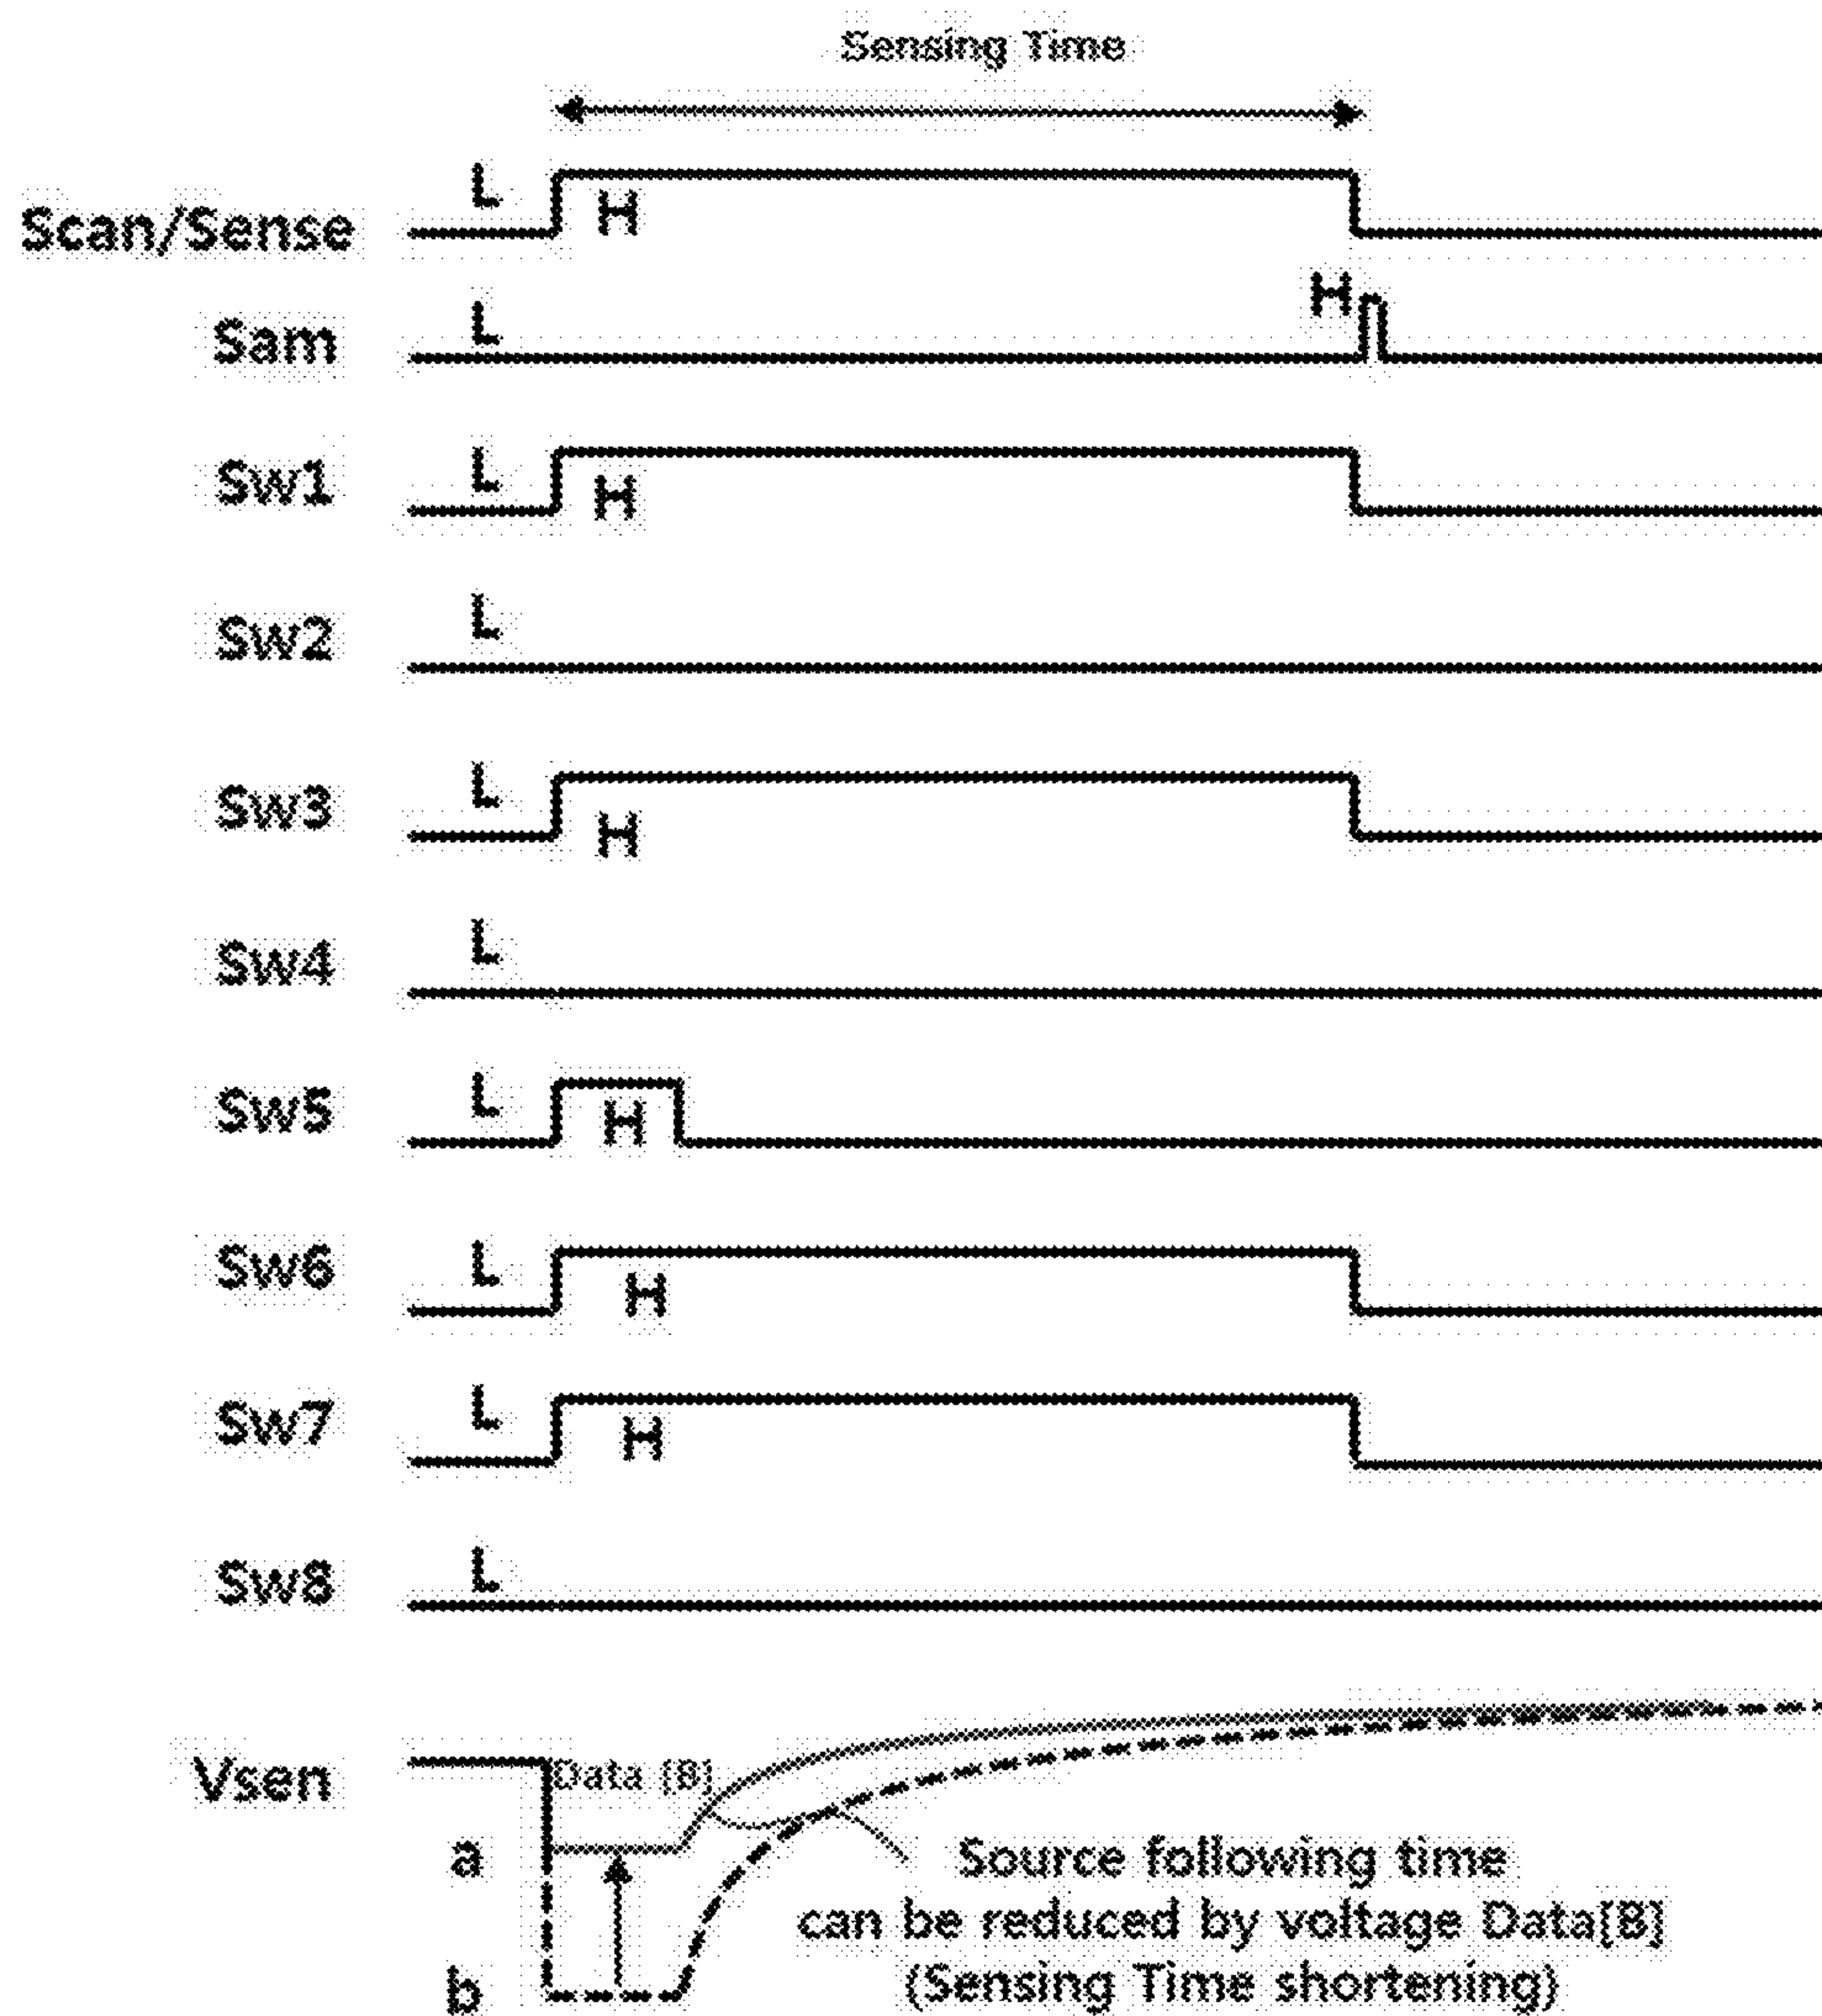 Sensing Time
Scan/Sense L H
Sam L H
Sw1 L H
Sw2 L
Sw3 L H
Sw4 L
Sw5 L H
Sw6 L H
Sw7 L H
Sw8 L
Vsen Data [B]
a
b
Source following time
can be reduced by voltage Data[B]
(Sensing Time shortening)